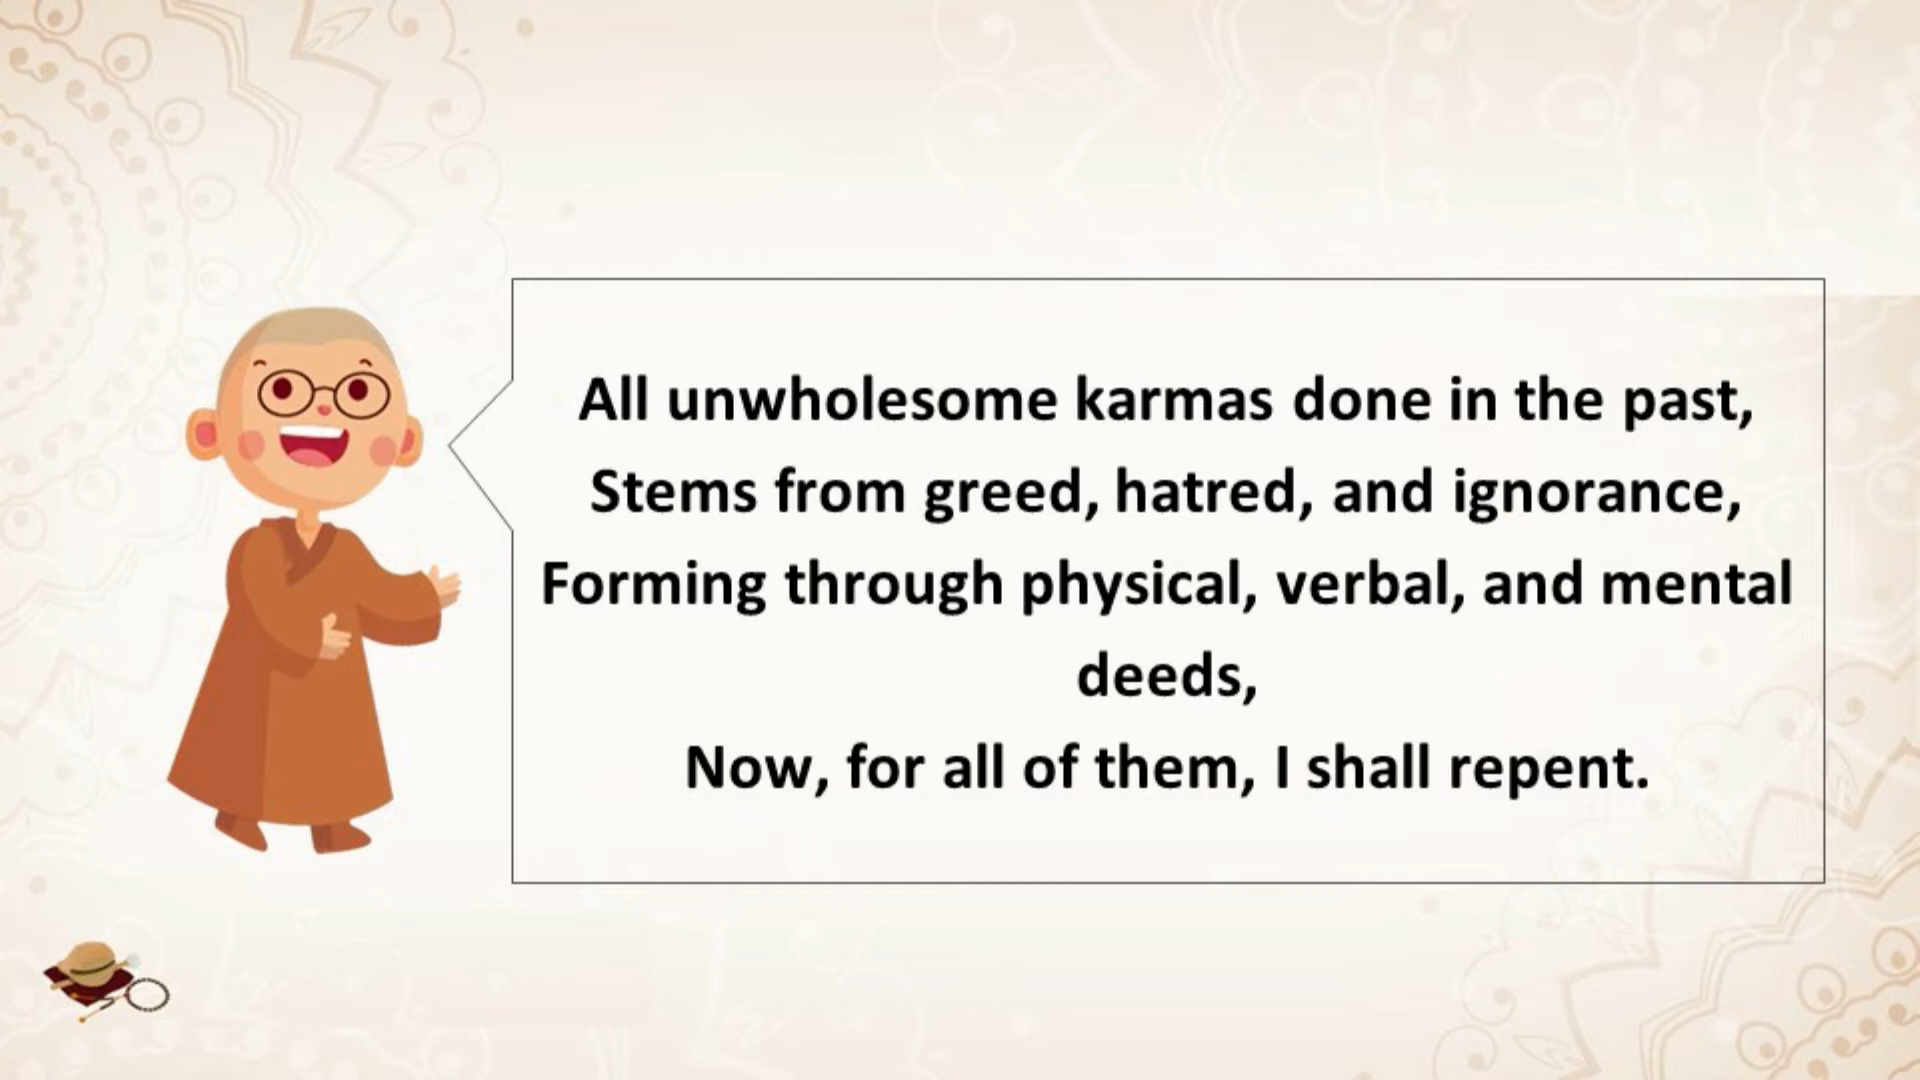 All unwholesome karmas done in the past,
Stems from greed, hatred, and ignorance,
Forming through physical, verbal, and mental
deeds,
Now, for all of them, I shall repent.